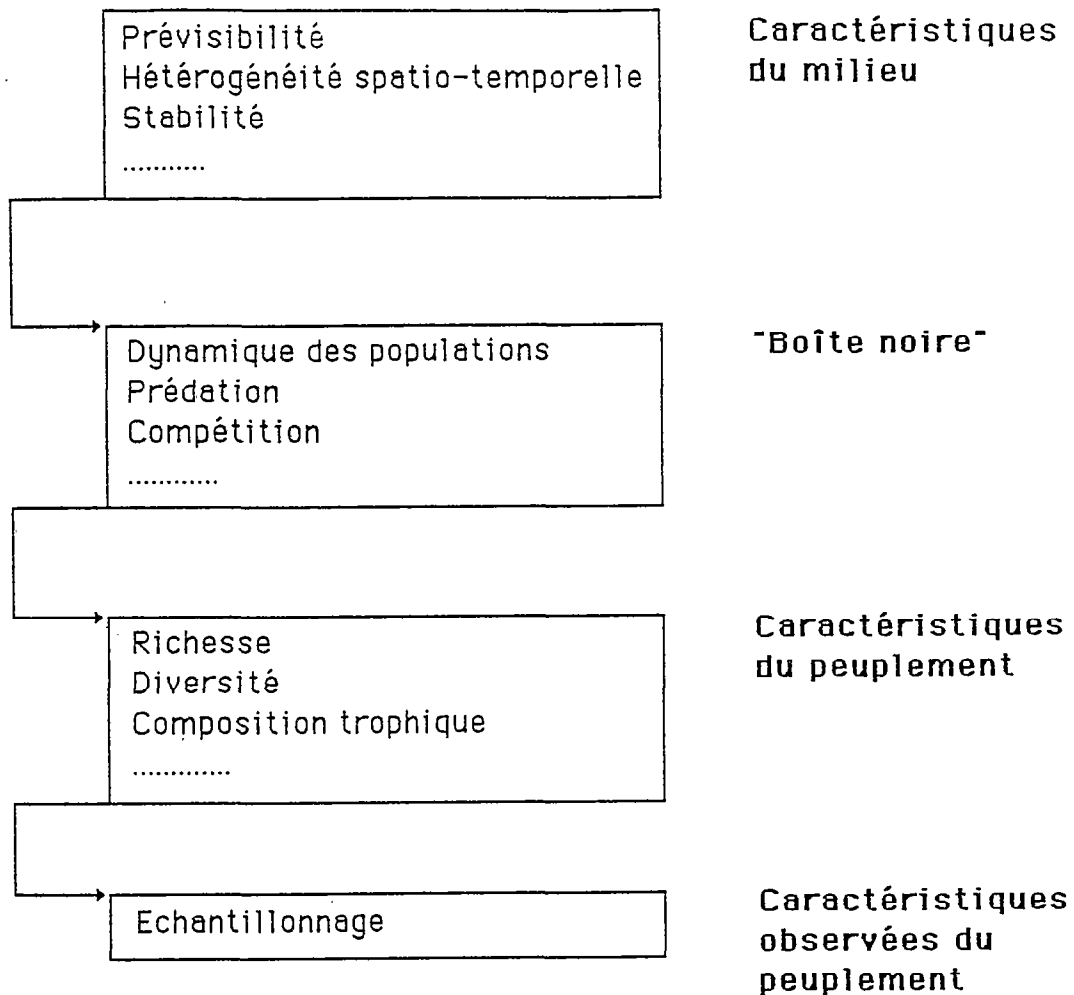 Prévisibilité
Hétérogénéité spatio-temporelle
Stabilité
...........
Caractéristiques
du milieu
Dynamique des populations
Prédation
Compétition
............
"Boîte noire"
Richesse
Diversité
Composition trophique
.............
Caractéristiques
du peuplement
Echantillonnage
Caractéristiques
observées du
peuplement